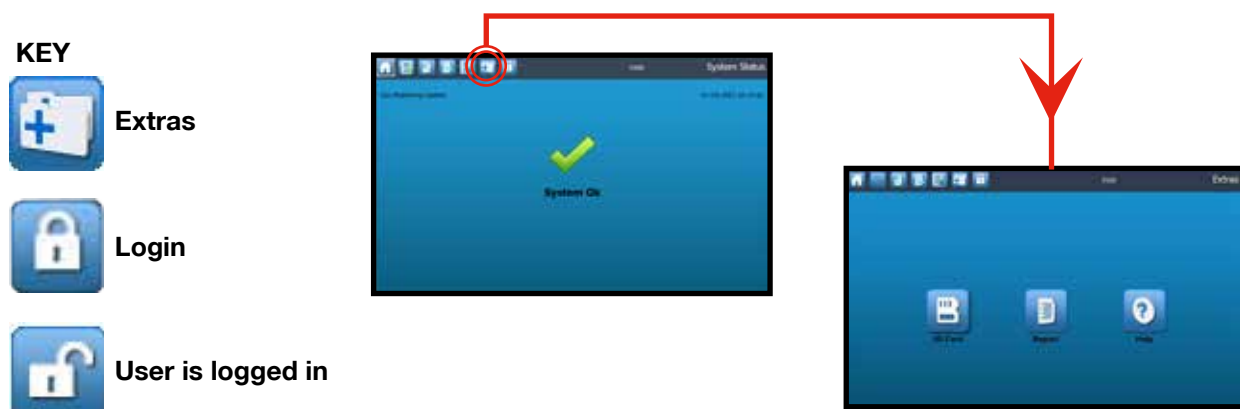 KEY
Extras
Login
User is logged in
System Status
System Ok
Extras
SD Card
Report
Help